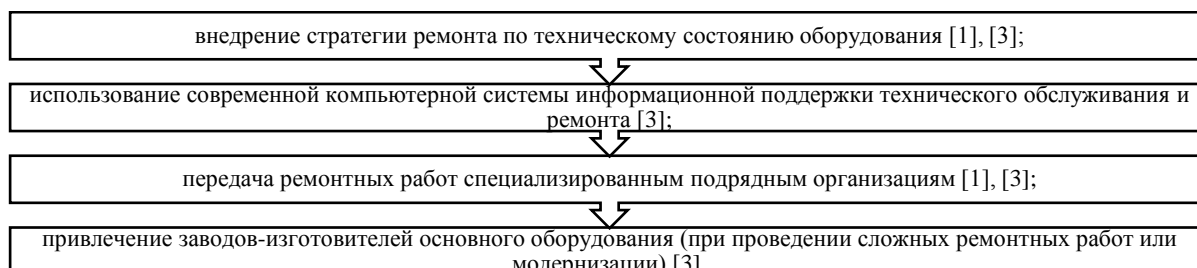 внедрение стратегии ремонта по техническому состоянию оборудования [1], [3];
использование современной компьютерной системы информационной поддержки технического обслуживания и
ремонта [3];
передача ремонтных работ специализированным подрядным организациям [1], [3];
привлечение заводов-изготовителей основного оборудования (при проведении сложных ремонтных работ или
модернизации) [3]